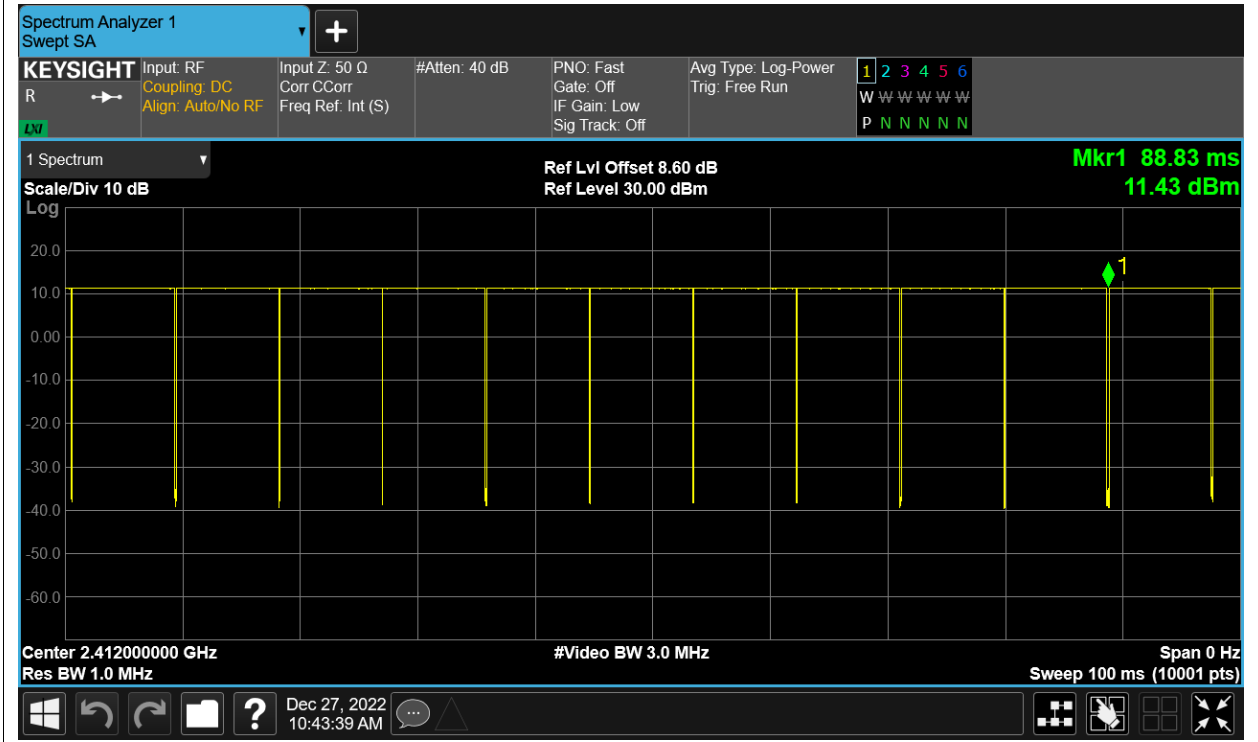 Spectrum Analyzer 1
Swept SA
KEYSIGHT
R
LXI
Input: RF
Coupling: DC
Align: Auto/No RF
Input Z: 50 Ω
Corr CCorr
Freq Ref: Int (S)
#Atten: 40 dB
PNO: Fast
Gate: Off
IF Gain: Low
Sig Track: Off
Avg Type: Log-Power
Trig: Free Run
1 2 3 4 5 6
W W W W W W
P N N N N N
1 Spectrum
Scale/Div 10 dB
Log
Ref Lvl Offset 8.60 dB
Ref Level 30.00 dBm
Mkr1 88.83 ms
11.43 dBm
20.0
1
10.0
0.00
-10.0
-20.0
-30.0
-40.0
-50.0
-60.0
Center 2.412000000 GHz
Res BW 1.0 MHz
#Video BW 3.0 MHz
Span 0 Hz
Sweep 100 ms (10001 pts)
?
Dec 27, 2022
10:43:39 AM